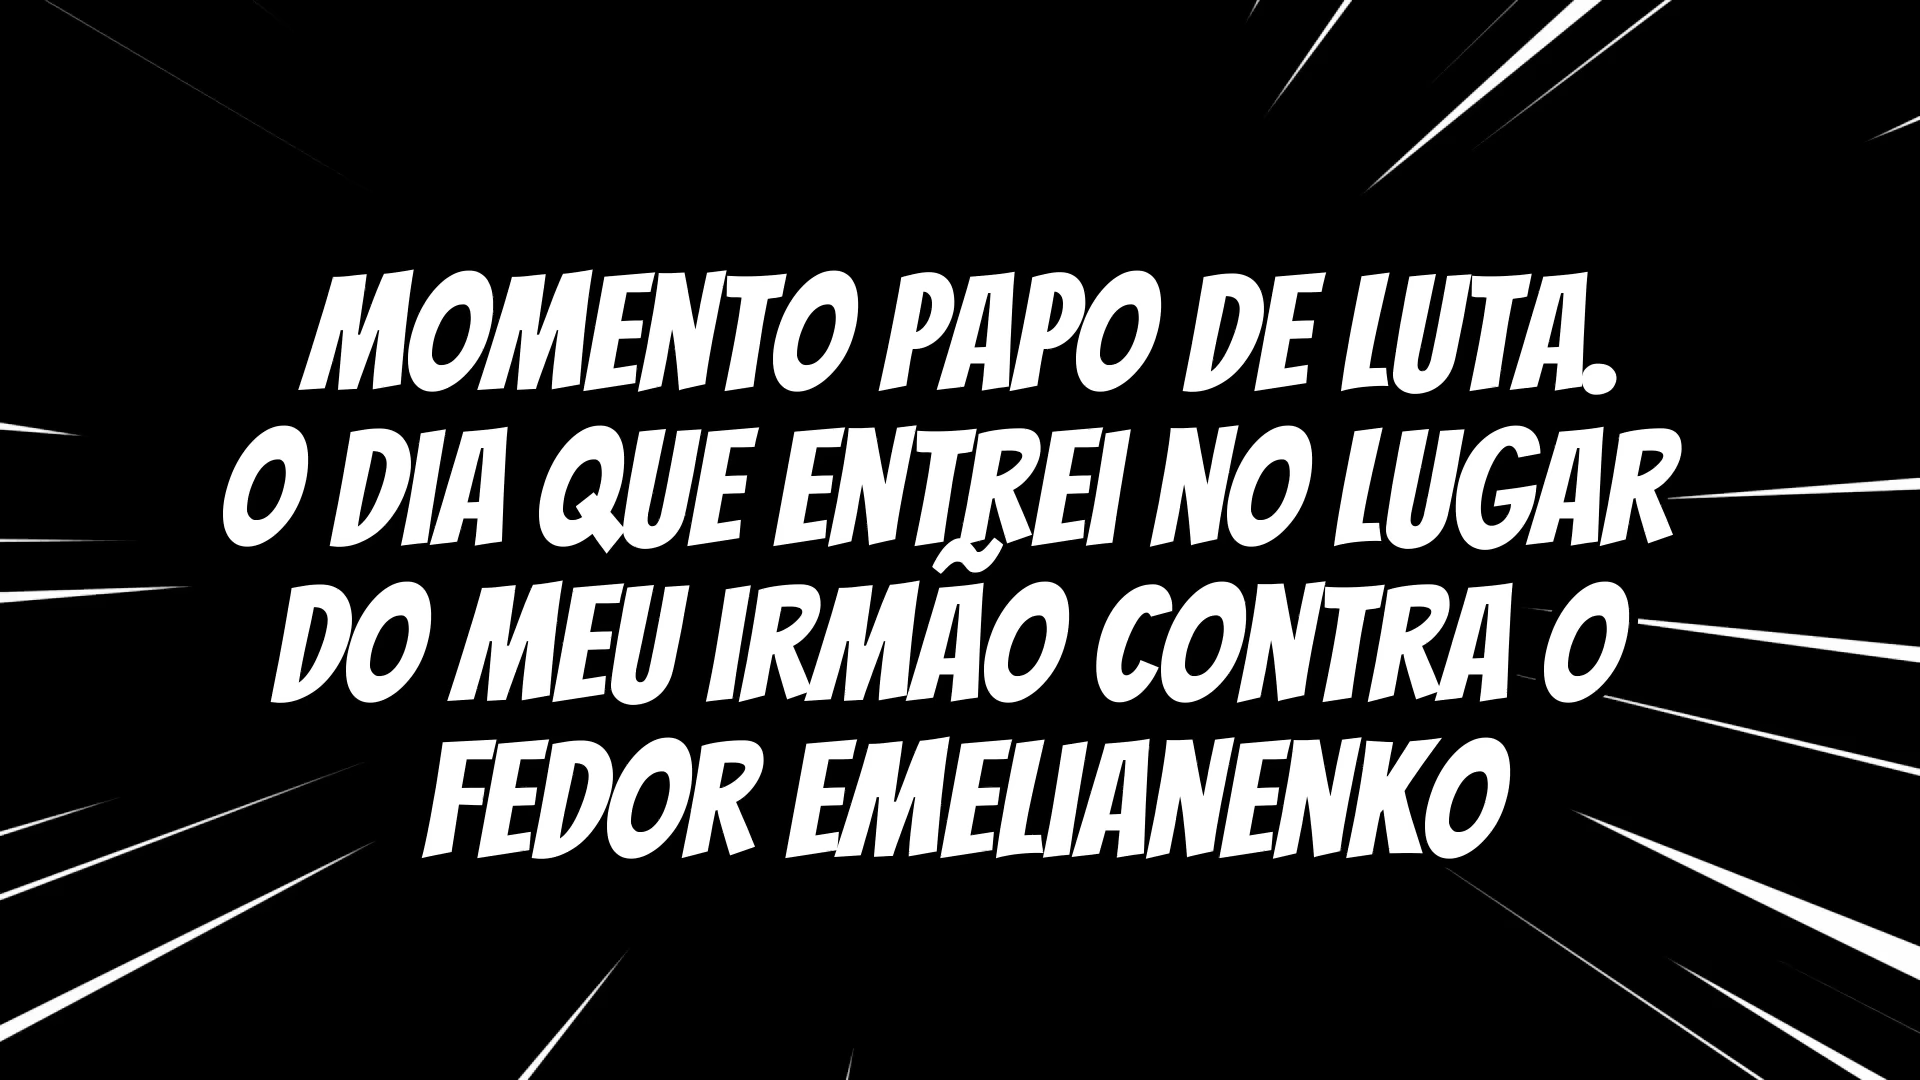 MOMENTO PAPO DE LUTA.
O DIA QUE ENTREI NO LUGAR
DO MEU IRMÃO CONTRA O
FEDOR EMELIANENKO